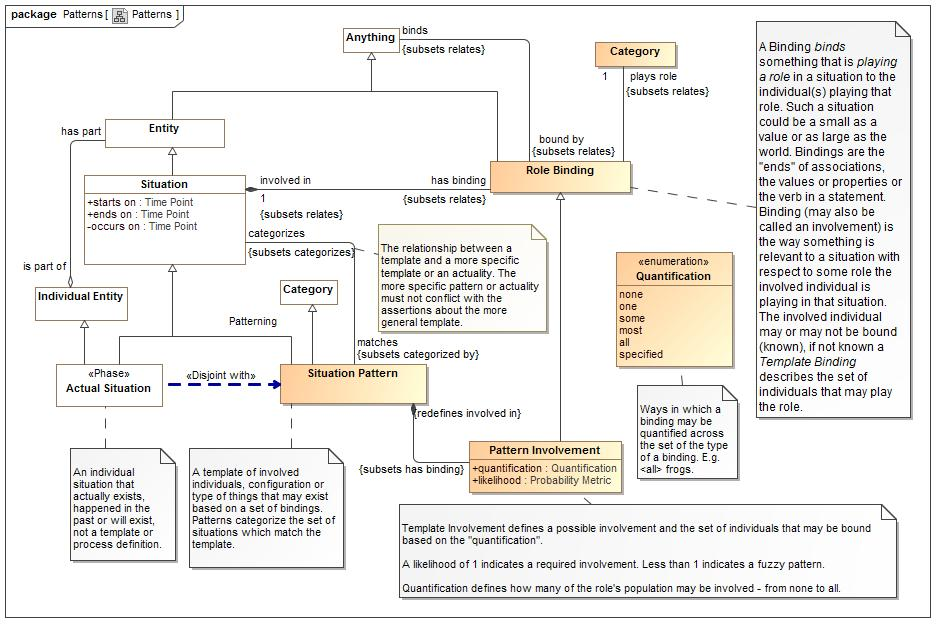 package Patterns [ Patterns ]
Anything
binds
{subsets relates}
Category
1 plays role
{subsets relates}
A Binding binds
something that is playing
a role in a situation to the
individual(s) playing that
role. Such a situation
could be a small as a
value or as large as the
world. Bindings are the
"ends" of associations,
the values or properties or
the verb in a statement.
Binding (may also be
called an involvement) is
the way something is
relevant to a situation with
respect to some role the
involved individual is
playing in that situation.
The involved individual
may or may not be bound
(known), if not known a
Template Binding
describes the set of
individuals that may play
the role.
has part
Entity
bound by
{subsets relates}
Role Binding
Situation
+starts on : Time Point
+ends on : Time Point
-occurs on : Time Point
involved in
1
{subsets relates}
has binding
{subsets relates}
categorizes
{subsets categorizes}
The relationship between a
template and a more specific
template or an actuality. The
more specific pattern or actuality
must not conflict with the
assertions about the more
general template.
«enumeration»
Quantification
none
one
some
most
all
specified
is part of
Individual Entity
Category
Patterning
matches
{subsets categorized by}
«Phase»
Actual Situation
«Disjoint with»
Situation Pattern
{redefines involved in}
Ways in which a
binding may be
quantified across
the set of the type
of a binding. E.g.
<all> frogs.
{subsets has binding}
Pattern Involvement
+quantification : Quantification
+likelihood : Probability Metric
An individual
situation that
actually exists,
happened in the
past or will exist,
not a template or
process definition.
A template of involved
individuals, configuration or
type of things that may exist
based on a set of bindings.
Patterns categorize the set of
situations which match the
template.
Template Involvement defines a possible involvement and the set of individuals that may be bound
based on the "quantification".
A likelihood of 1 indicates a required involvement. Less than 1 indicates a fuzzy pattern.
Quantification defines how many of the role's population may be involved - from none to all.